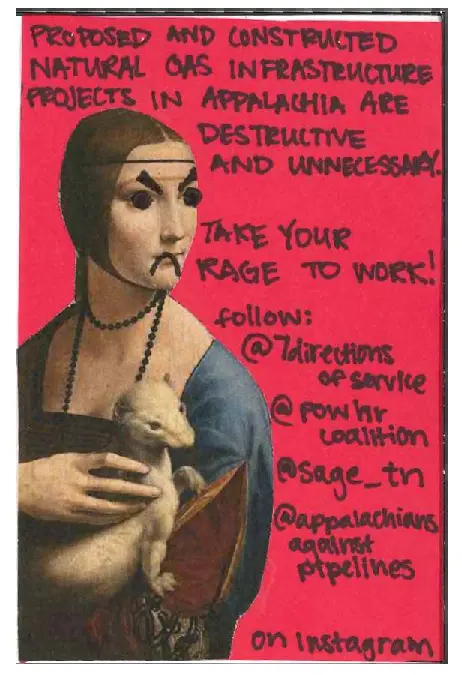 PROPOSED AND CONSTRUCTED
NATURAL GAS INFRASTRUCTURE
PROJECTS IN APPALACHIA ARE
DESTRUCTIVE
AND UNNECESSARY.
TAKE YOUR
RAGE TO WORK!
follow:
@7directions
of service
@powhr
coalition
@sage_tn
@appalachians
against
pipelines
on instagram